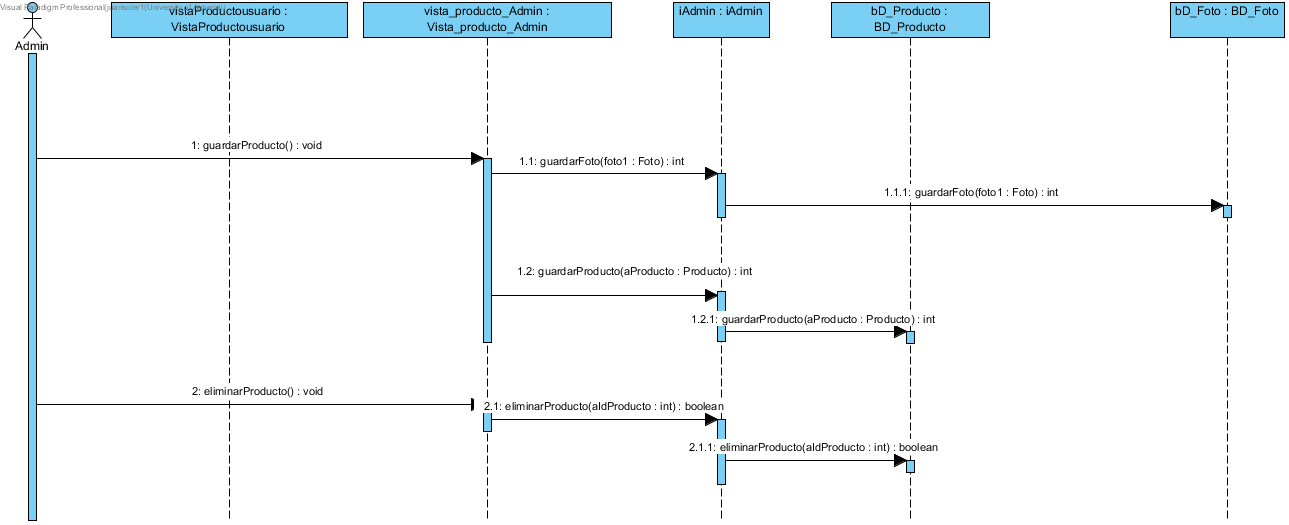 Visual Paradigm Professional(juansoler1(University of Almeria))
Admin
vistaProductousuario :
VistaProductousuario
vista_producto_Admin :
Vista_producto_Admin
iAdmin : iAdmin
bD_Producto :
BD_Producto
bD_Foto : BD_Foto
1: guardarProducto() : void
1.1: guardarFoto(foto1 : Foto) : int
1.1.1: guardarFoto(foto1 : Foto) : int
1.2: guardarProducto(aProducto : Producto) : int
1.2.1: guardarProducto(aProducto : Producto) : int
2: eliminarProducto() : void
2.1: eliminarProducto(aIdProducto : int) : boolean
2.1.1: eliminarProducto(aIdProducto : int) : boolean